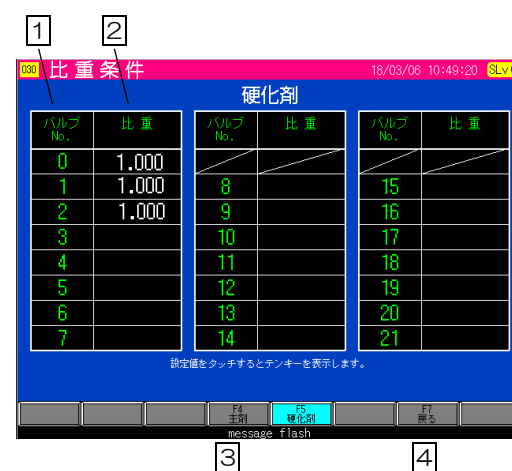 1 2
030 比重条件 18/03/06 10:49:20 SLv
硬化剤
バルブ No. 比重 バルブ No. 比重 バルブ No. 比重
0 1.000
1 1.000 8 15
2 1.000 9 16
3 10 17
4 11 18
5 12 19
6 13 20
7 14 21
設定値をタッチするとテンキーを表示します。
F4 F5 F7
主剤 硬化剤 戻る
message flash
3 4